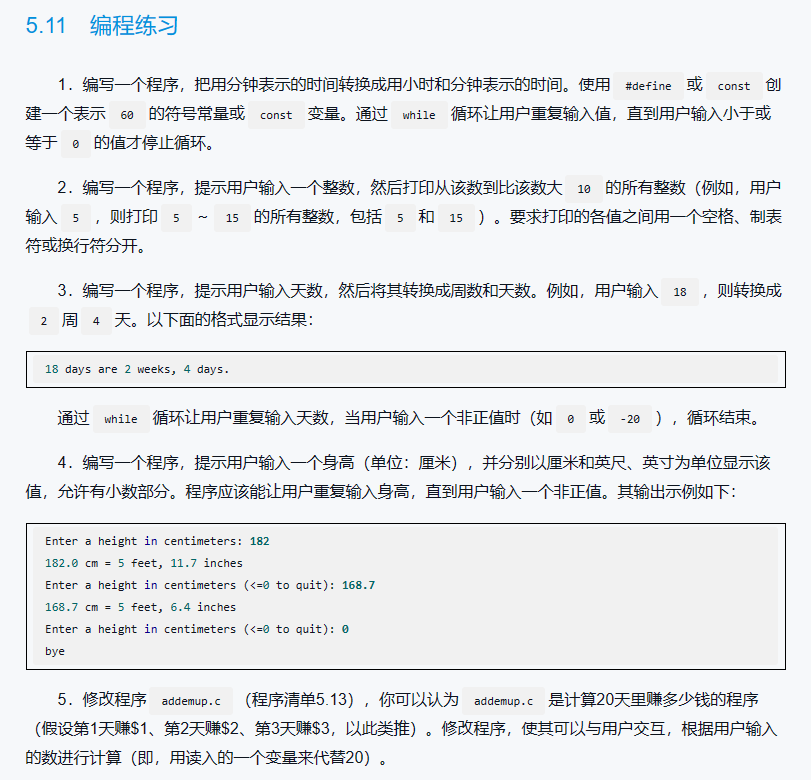 5.11 编程练习
1．编写一个程序，把用分钟表示的时间转换成用小时和分钟表示的时间。使用 #define 或 const 创
建一个表示 60 的符号常量或 const 变量。通过 while 循环让用户重复输入值，直到用户输入小于或
等于 0 的值才停止循环。
2．编写一个程序，提示用户输入一个整数，然后打印从该数到比该数大 10 的所有整数（例如，用户
输入 5 ，则打印 5 ~ 15 的所有整数，包括 5 和 15 ）。要求打印的各值之间用一个空格、制表
符或换行符分开。
3．编写一个程序，提示用户输入天数，然后将其转换成周数和天数。例如，用户输入 18 ，则转换成
2 周 4 天。以下面的格式显示结果：
18 days are 2 weeks, 4 days.
通过 while 循环让用户重复输入天数，当用户输入一个非正值时（如 0 或 -20 ），循环结束。
4．编写一个程序，提示用户输入一个身高（单位：厘米），并分别以厘米和英尺、英寸为单位显示该
值，允许有小数部分。程序应该能让用户重复输入身高，直到用户输入一个非正值。其输出示例如下：
Enter a height in centimeters: 182
182.0 cm = 5 feet, 11.7 inches
Enter a height in centimeters (<=0 to quit): 168.7
168.7 cm = 5 feet, 6.4 inches
Enter a height in centimeters (<=0 to quit): 0
bye
5．修改程序 addemup.c （程序清单5.13），你可以认为 addemup.c 是计算20天里赚多少钱的程序
（假设第1天赚$1、第2天赚$2、第3天赚$3，以此类推）。修改程序，使其可以与用户交互，根据用户输入
的数进行计算（即，用读入的一个变量来代替20）。